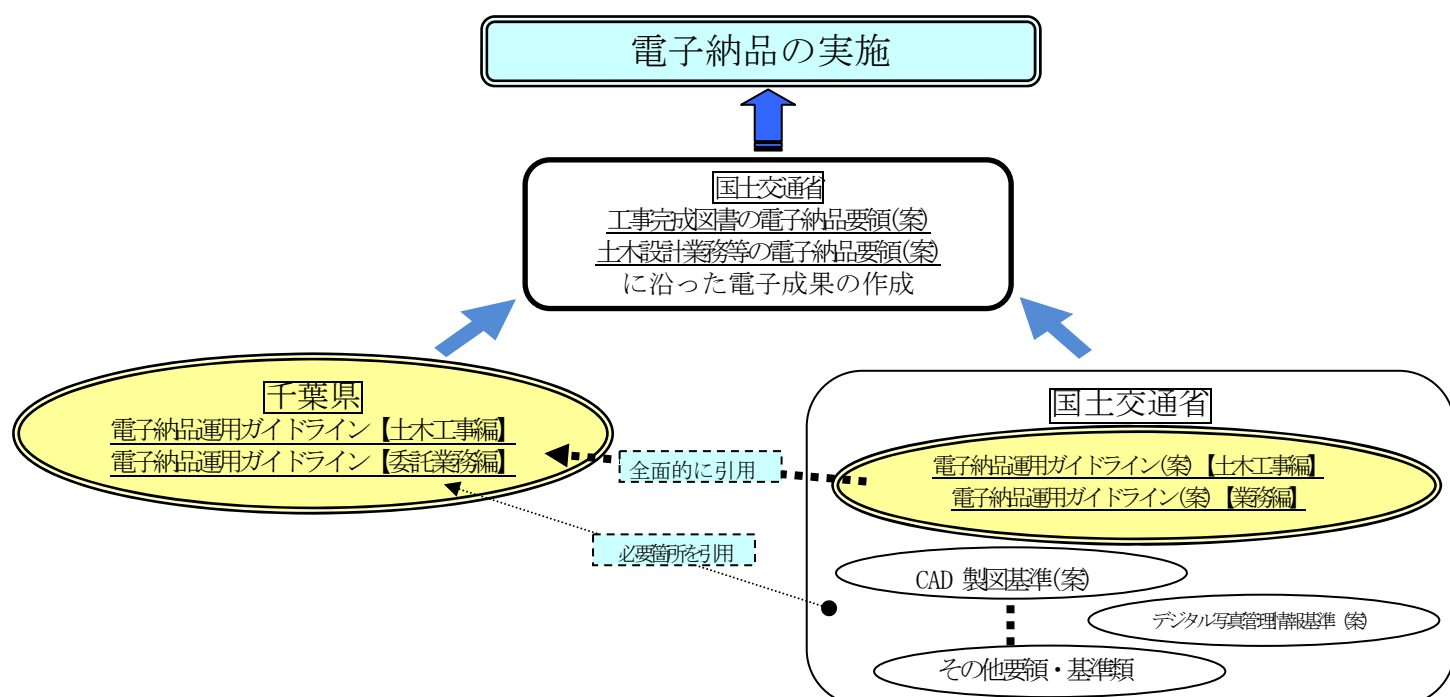 電子納品の実施
国土交通省
工事完成図書の電子納品要領(案)
土木設計業務等の電子納品要領(案)
に沿った電子成果の作成
千葉県
電子納品運用ガイドライン【土木工事編】
電子納品運用ガイドライン【委託業務編】
全面的に引用
必要箇所を引用
国土交通省
電子納品運用ガイドライン(案)【土木工事編】
電子納品運用ガイドライン(案)【業務編】
CAD 製図基準(案)
デジタル写真管理情報基準（案）
その他要領・基準類